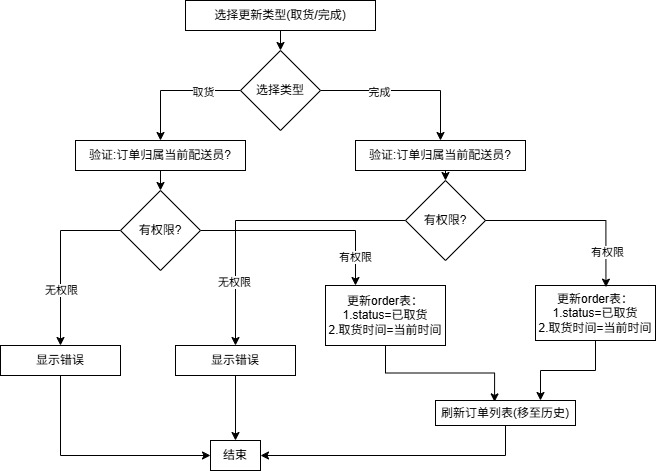 选择更新类型(取货/完成)
选择类型
取货
完成
验证:订单归属当前配送员?
验证:订单归属当前配送员?
有权限?
有权限?
无权限
无权限
有权限
有权限
更新order表：
1.status=已取货
2.取货时间=当前时间
更新order表：
1.status=已取货
2.取货时间=当前时间
显示错误
显示错误
刷新订单列表(移至历史)
结束